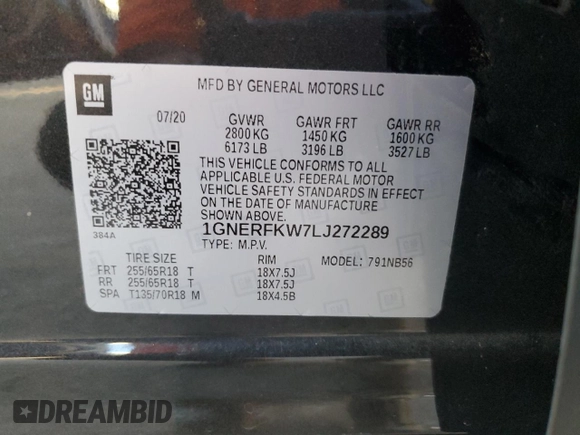 GM
MFD BY GENERAL MOTORS LLC
07/20 GVWR GAWR FRT GAWR RR
2800 KG 1450 KG 1600 KG
6173 LB 3196 LB 3527 LB
THIS VEHICLE CONFORMS TO ALL
APPLICABLE U.S. FEDERAL MOTOR
VEHICLE SAFETY STANDARDS IN EFFECT
ON THE DATE OF MANUFACTURE
SHOWN ABOVE.
384A
1GNERFKW7LJ272289
TYPE: M.P.V.
TIRE SIZE RIM MODEL: 791NB56
FRT 255/65R18 T 18X7.5J
RR 255/65R18 T 18X7.5J
SPA T135/70R18 M 18X4.5B
DREAMBID